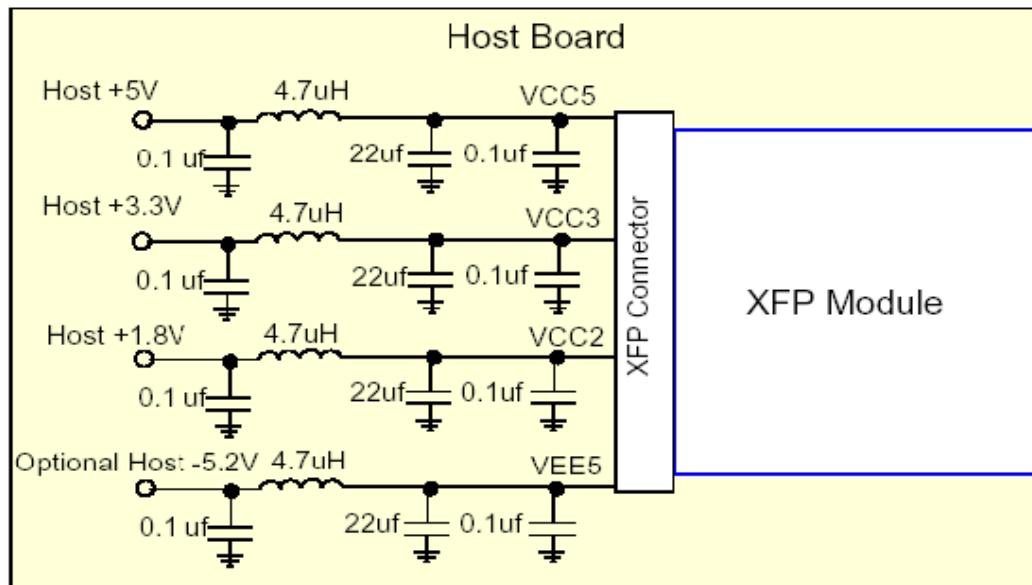 Host Board
Host +5V
4.7uH
VCC5
0.1 uf
22uf
0.1uf
Host +3.3V
4.7uH
VCC3
0.1 uf
22uf
0.1uf
Host +1.8V
4.7uH
VCC2
0.1 uf
22uf
0.1uf
Optional Host -5.2V
4.7uH
VEE5
0.1 uf
22uf
0.1uf
XFP Connector
XFP Module